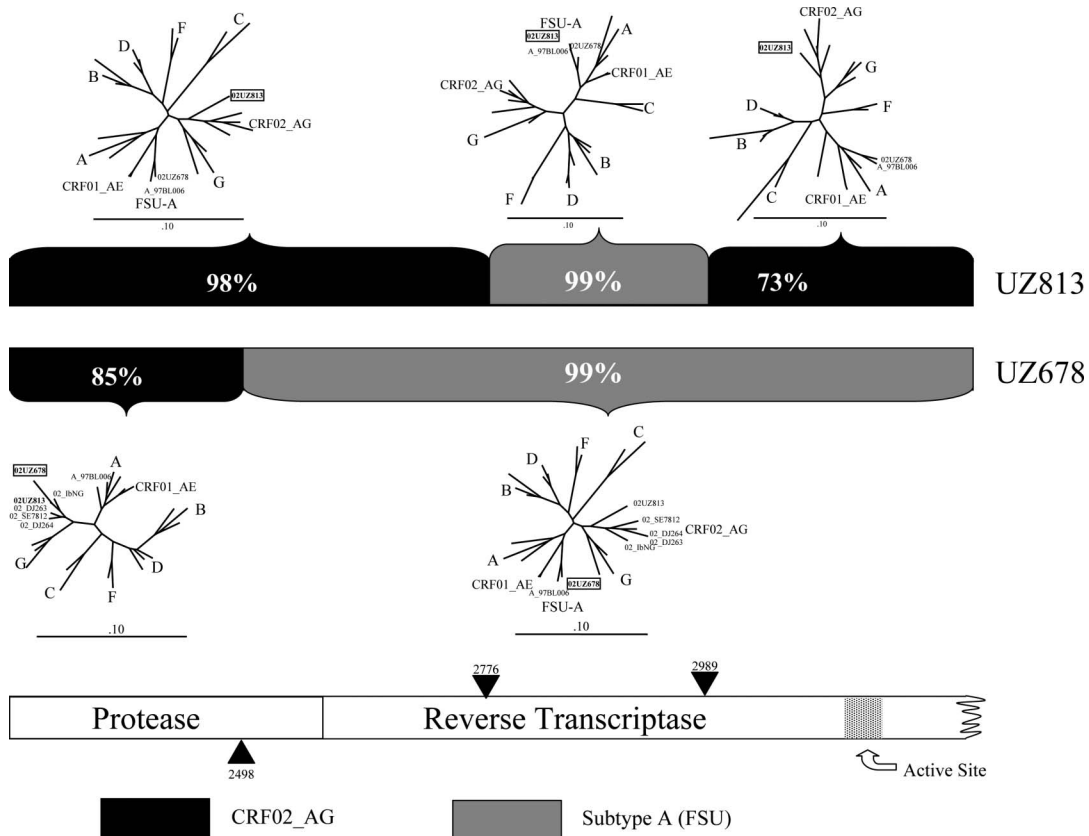 C
F
D
B
02UZ813
CRF02_AG
A
02UZ678
CRF01_AE
A_97BL006
G
FSU-A
.10
FSU-A
A
02UZ813
02UZ678
A_97BL006
CRF01_AE
CRF02_AG
C
G
B
D
F
.10
CRF02_AG
02UZ813
G
D
F
B
02UZ678
A_97BL006
C
A
CRF01_AE
.10
98%
99%
73%
UZ813
85%
99%
UZ678
02UZ678
A
A_97BL006
CRF01_AE
02_IbNG
02UZ813
02_DJ263
02_SE7812
02_DJ264
B
G
D
C
F
.10
C
F
D
B
02UZ813
02_SE7812
02_DJ264
CRF02_AG
02_DJ263
02_IbNG
A
CRF01_AE
02UZ678
G
A_97BL006
FSU-A
.10
2776
2989
Protease
Reverse Transcriptase
2498
Active Site
CRF02_AG
Subtype A (FSU)